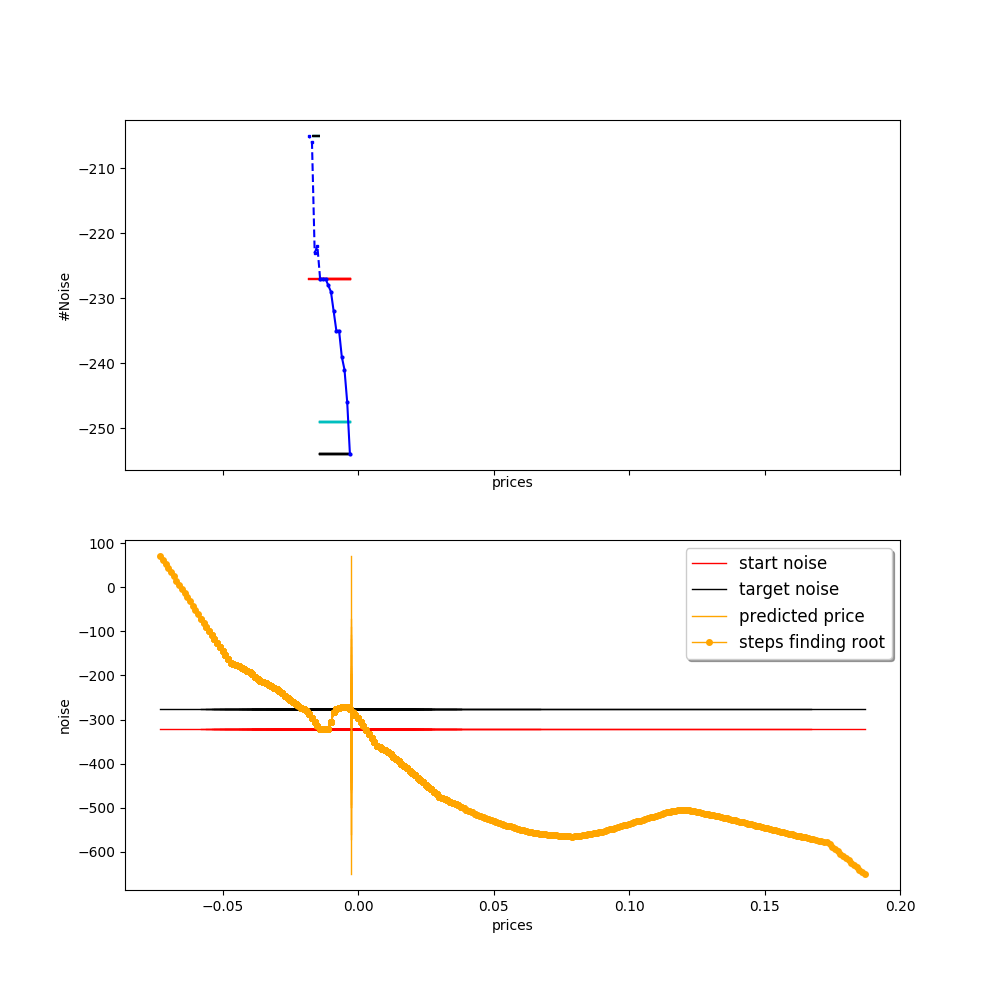 −210
−220
−230
−240
−250
#Noise
prices
100
0
−100
−200
−300
−400
−500
−600
noise
start noise
target noise
predicted price
steps finding root
−0.05 0.00 0.05 0.10 0.15 0.20
prices